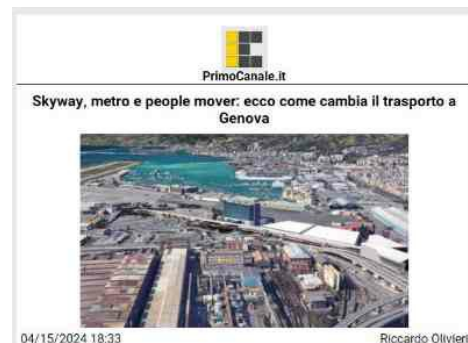 PrimoCanale.it
Skyway, metro e people mover: ecco come cambia il trasporto a
Genova
04/15/2024 18:33
Riccardo Olivieri